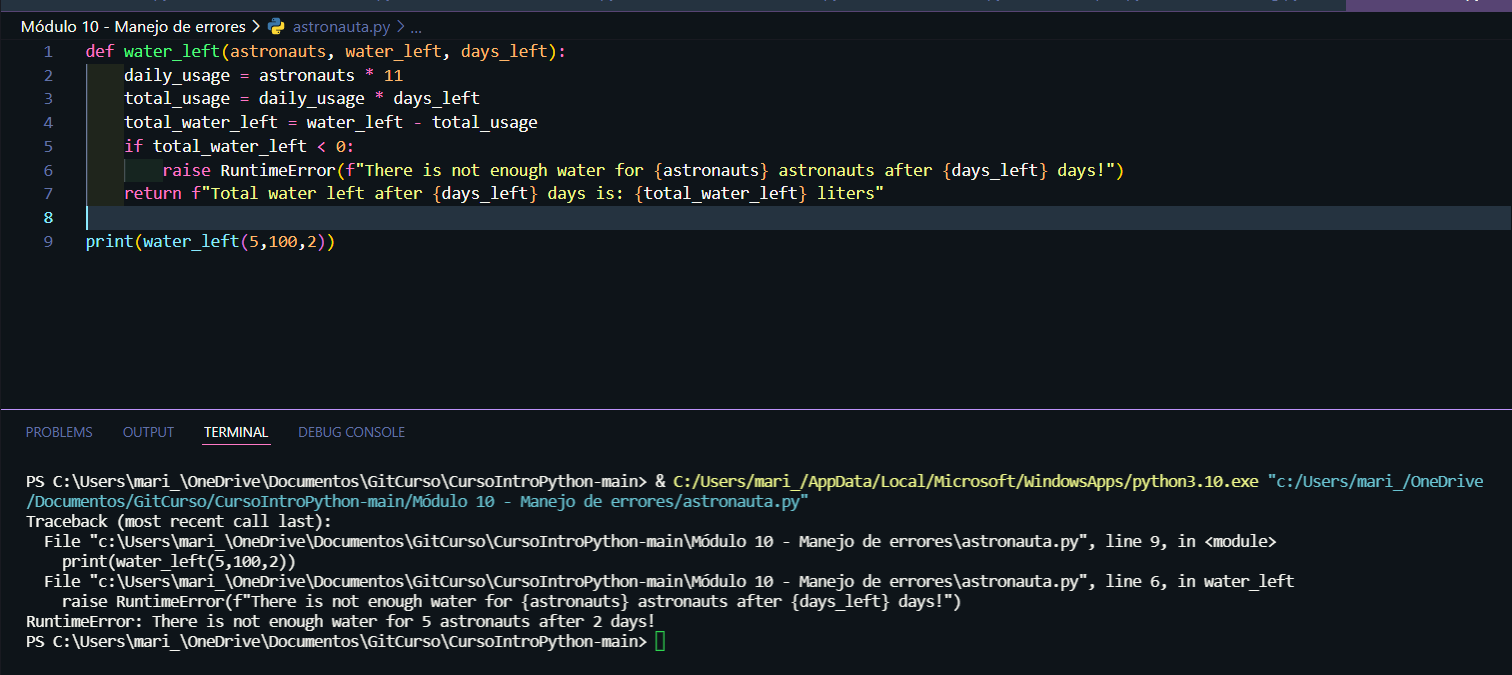 Módulo 10 - Manejo de errores > astronauta.py > ...
1 def water_left(astronauts, water_left, days_left):
2 daily_usage = astronauts * 11
3 total_usage = daily_usage * days_left
4 total_water_left = water_left - total_usage
5 if total_water_left < 0:
6 raise RuntimeError(f"There is not enough water for {astronauts} astronauts after {days_left} days!")
7 return f"Total water left after {days_left} days is: {total_water_left} liters"
8
9 print(water_left(5,100,2))
PROBLEMS OUTPUT TERMINAL DEBUG CONSOLE
PS C:\Users\mari_\OneDrive\Documentos\GitCurso\CursoIntroPython-main> & C:/Users/mari_/AppData/Local/Microsoft/WindowsApps/python3.10.exe "c:/Users/mari_/OneDrive
/Documentos/GitCurso/CursoIntroPython-main/Módulo 10 - Manejo de errores/astronauta.py"
Traceback (most recent call last):
File "c:\Users\mari_\OneDrive\Documentos\GitCurso\CursoIntroPython-main\Módulo 10 - Manejo de errores\astronauta.py", line 9, in <module>
print(water_left(5,100,2))
File "c:\Users\mari_\OneDrive\Documentos\GitCurso\CursoIntroPython-main\Módulo 10 - Manejo de errores\astronauta.py", line 6, in water_left
raise RuntimeError(f"There is not enough water for {astronauts} astronauts after {days_left} days!")
RuntimeError: There is not enough water for 5 astronauts after 2 days!
PS C:\Users\mari_\OneDrive\Documentos\GitCurso\CursoIntroPython-main>